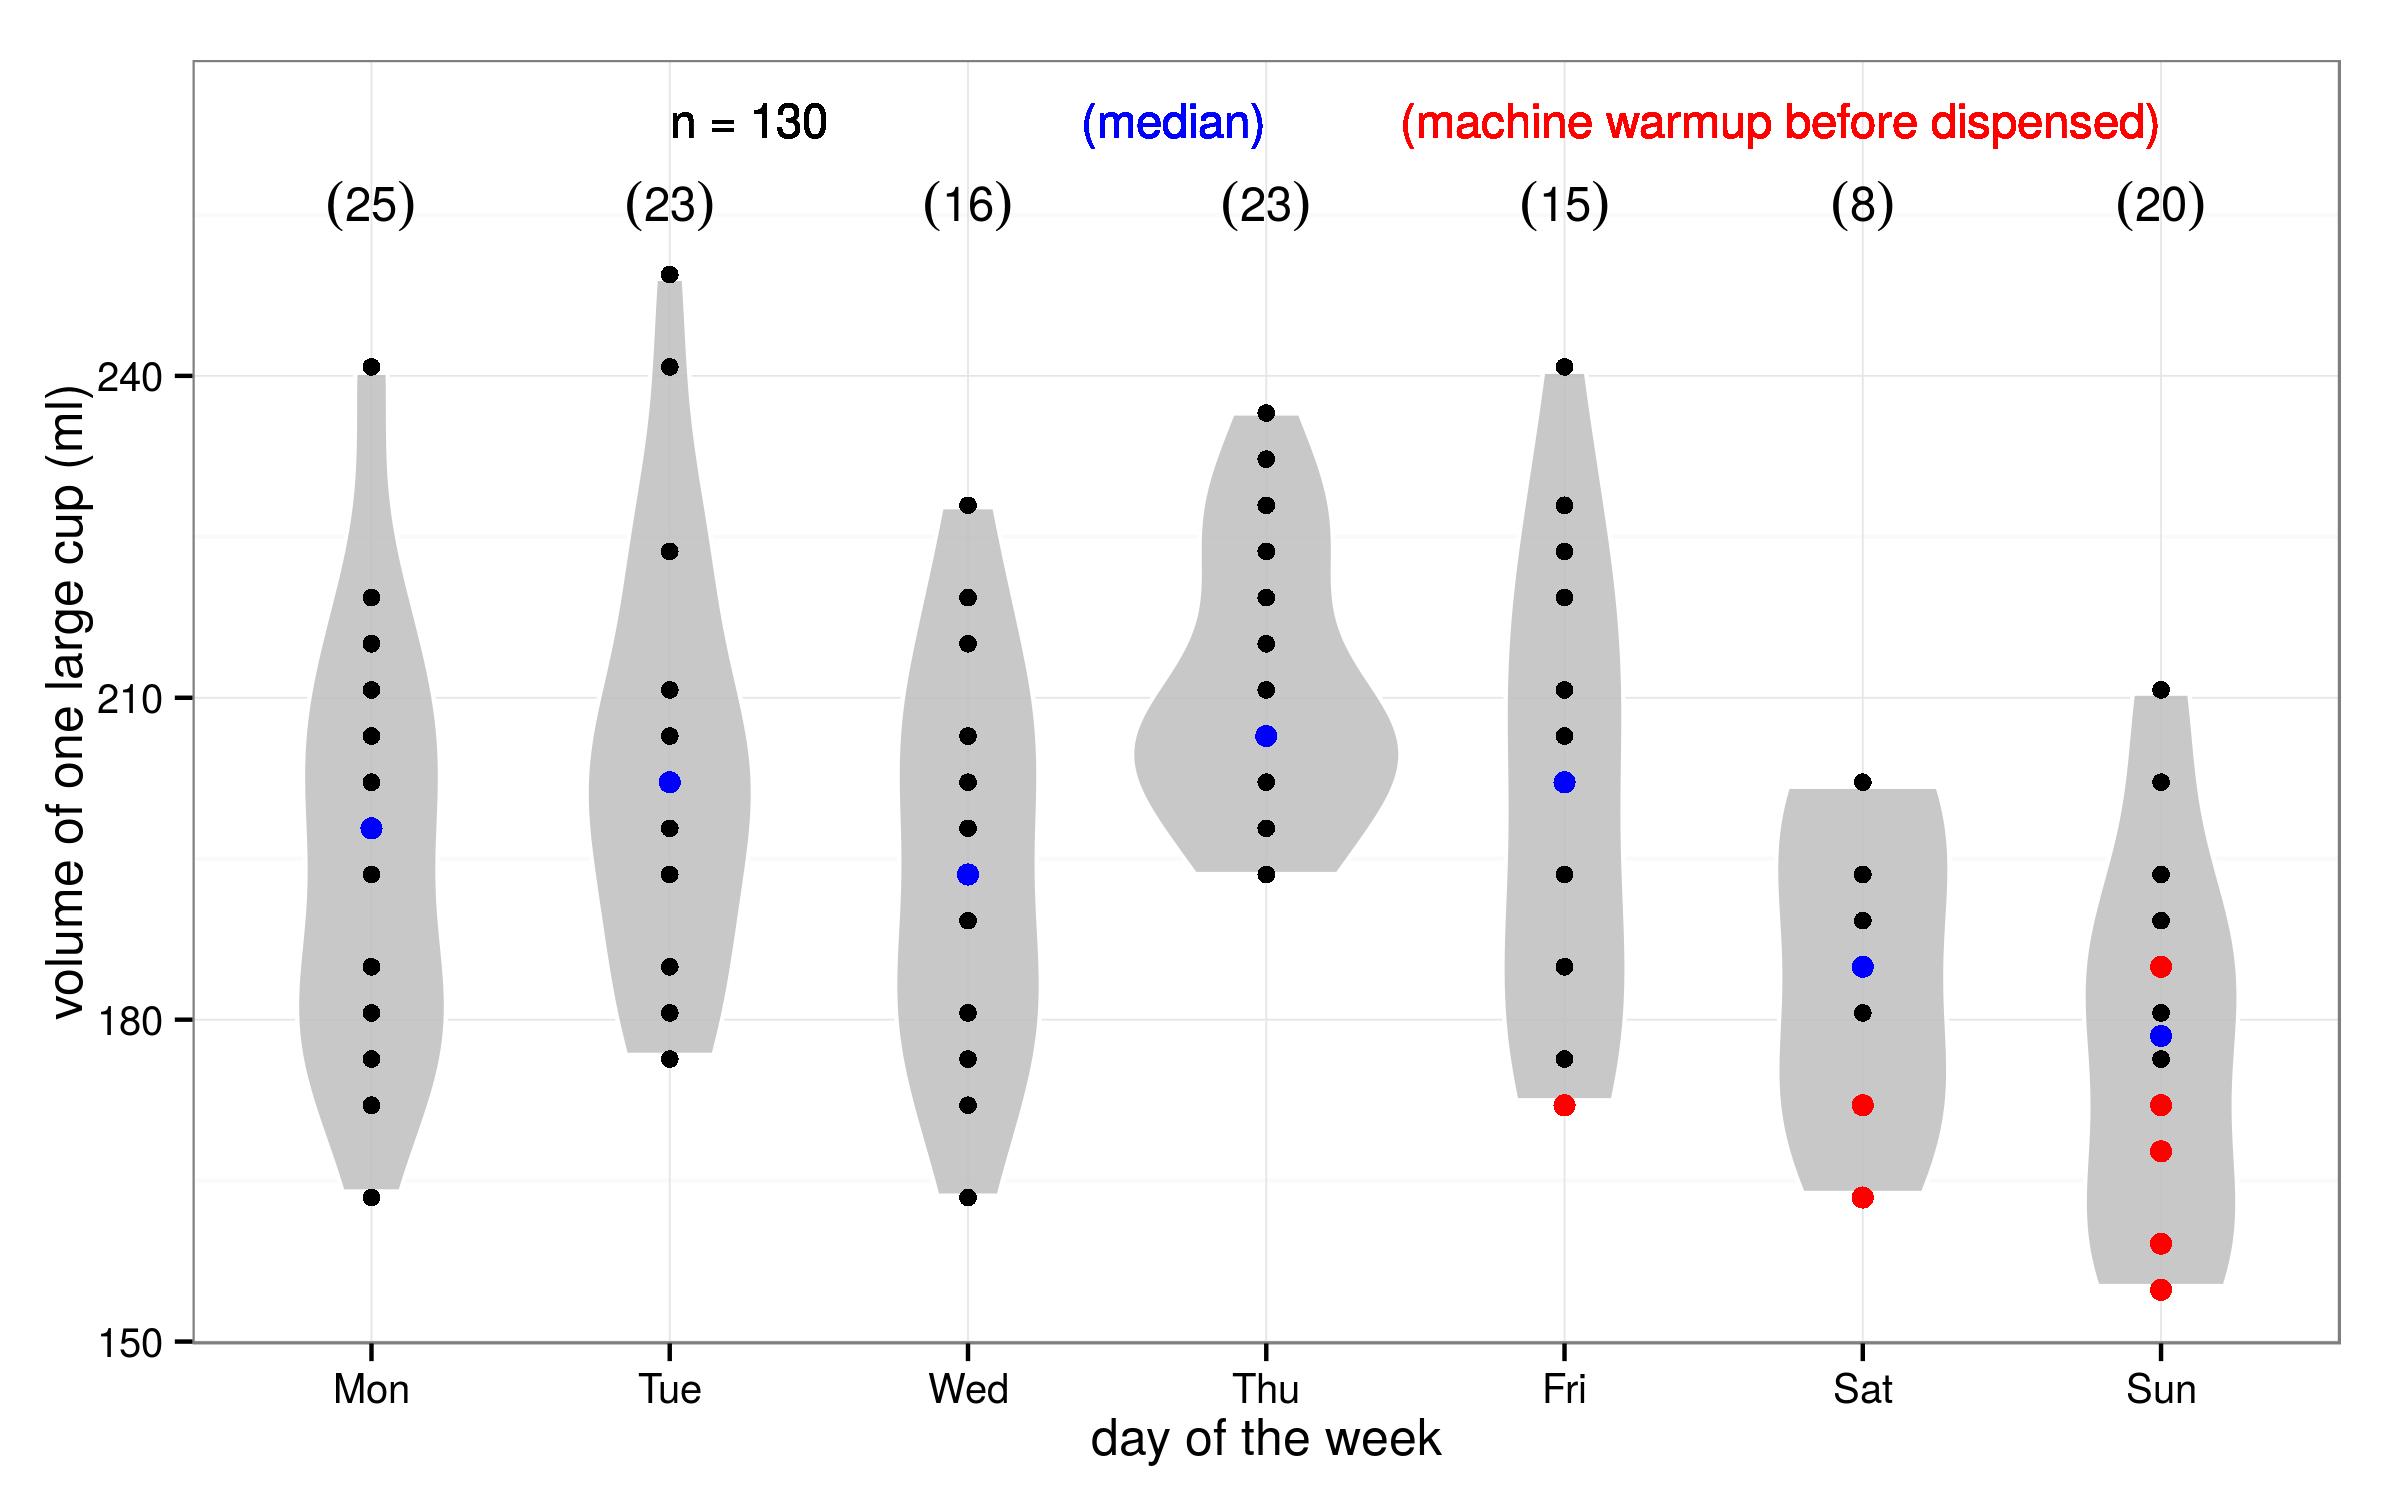 n = 130 (median) (machine warmup before dispensed)
(25) (23) (16) (23) (15) (8) (20)
volume of one large cup (ml)
240
210
180
150
Mon Tue Wed Thu Fri Sat Sun
day of the week